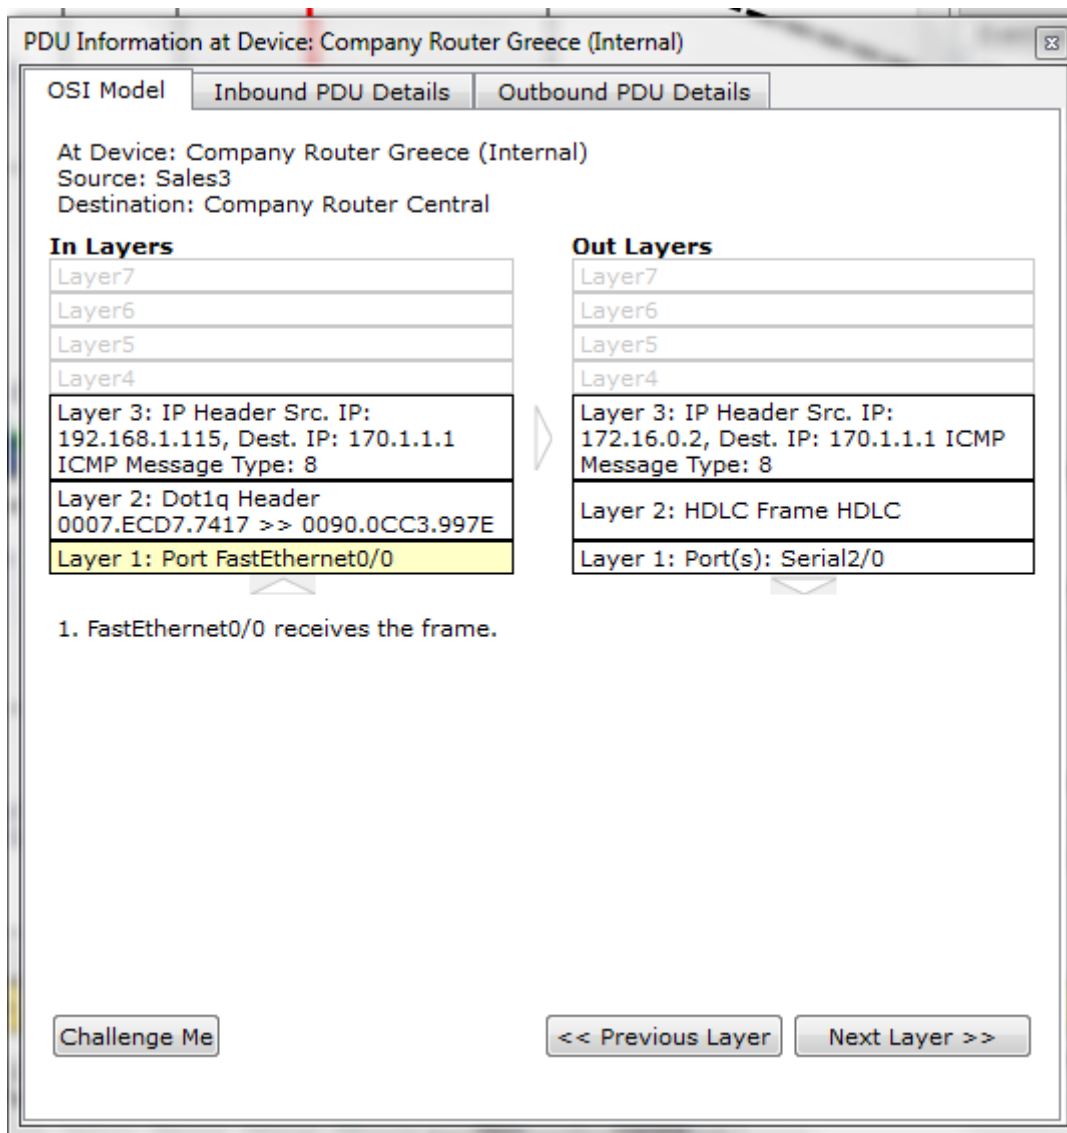 PDU Information at Device: Company Router Greece (Internal)
OSI Model
Inbound PDU Details
Outbound PDU Details
At Device: Company Router Greece (Internal)
Source: Sales3
Destination: Company Router Central
In Layers
Layer7
Layer6
Layer5
Layer4
Layer 3: IP Header Src. IP:
192.168.1.115, Dest. IP: 170.1.1.1
ICMP Message Type: 8
Layer 2: Dot1q Header
0007.ECD7.7417 >> 0090.0CC3.997E
Layer 1: Port FastEthernet0/0
Out Layers
Layer7
Layer6
Layer5
Layer4
Layer 3: IP Header Src. IP:
172.16.0.2, Dest. IP: 170.1.1.1 ICMP
Message Type: 8
Layer 2: HDLC Frame HDLC
Layer 1: Port(s): Serial2/0
1. FastEthernet0/0 receives the frame.
Challenge Me
<< Previous Layer
Next Layer >>